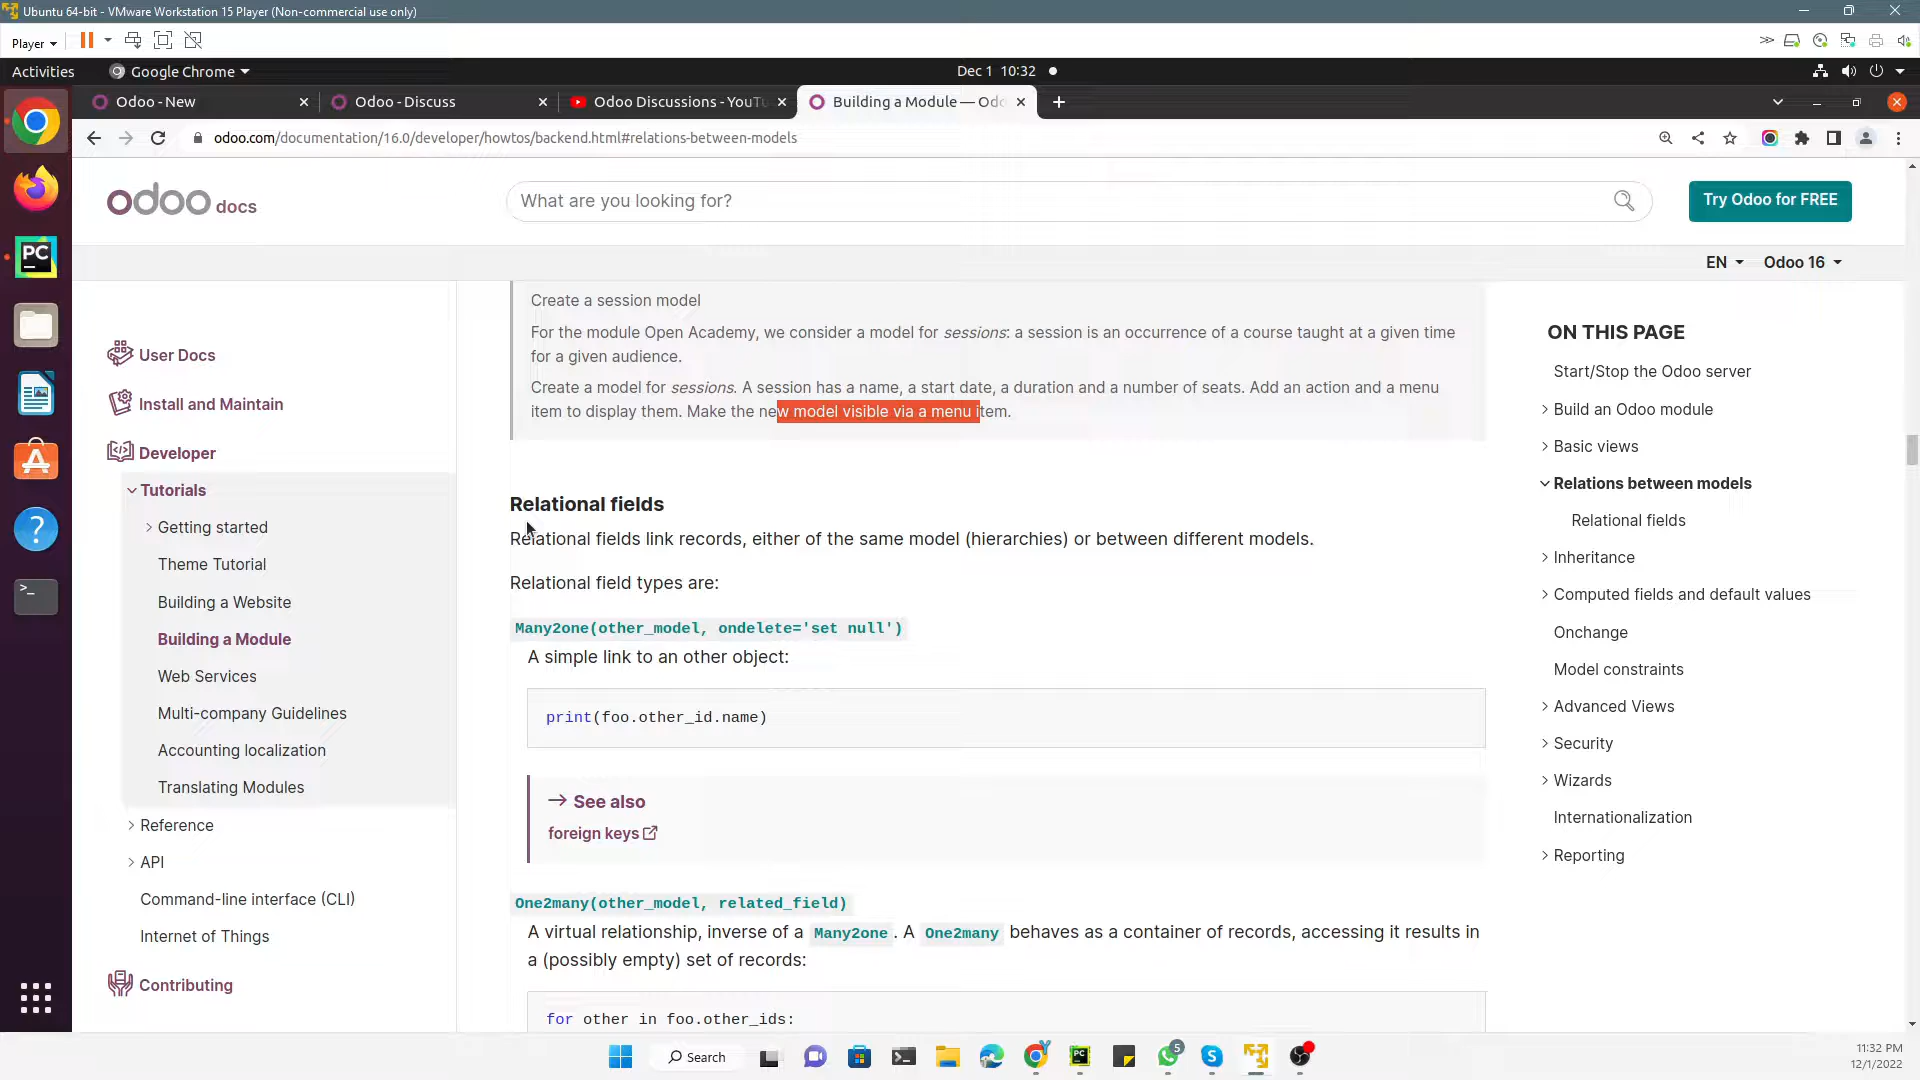 Ubuntu 64-bit - VMware Workstation 15 Player (Non-commercial use only)
Player
Activities
Google Chrome
Dec 1 10:32
Odoo - New
Odoo - Discuss
Odoo Discussions - YouTu
Building a Module — Odo
odoo.com/documentation/16.0/developer/howtos/backend.html#relations-between-models
odoo docs
What are you looking for?
Try Odoo for FREE
EN
Odoo 16
User Docs
Install and Maintain
Developer
Tutorials
Getting started
Theme Tutorial
Building a Website
Building a Module
Web Services
Multi-company Guidelines
Accounting localization
Translating Modules
Reference
API
Command-line interface (CLI)
Internet of Things
Contributing
Create a session model
For the module Open Academy, we consider a model for sessions: a session is an occurrence of a course taught at a given time
for a given audience.
Create a model for sessions. A session has a name, a start date, a duration and a number of seats. Add an action and a menu
item to display them. Make the new model visible via a menu item.
Relational fields
Relational fields link records, either of the same model (hierarchies) or between different models.
Relational field types are:
Many2one(other_model, ondelete='set null')
A simple link to an other object:
print(foo.other_id.name)
See also
foreign keys
One2many(other_model, related_field)
A virtual relationship, inverse of a Many2one. A One2many behaves as a container of records, accessing it results in
a (possibly empty) set of records:
for other in foo.other_ids:
ON THIS PAGE
Start/Stop the Odoo server
Build an Odoo module
Basic views
Relations between models
Relational fields
Inheritance
Computed fields and default values
Onchange
Model constraints
Advanced Views
Security
Wizards
Internationalization
Reporting
PC
Search
5
11:32 PM
12/1/2022